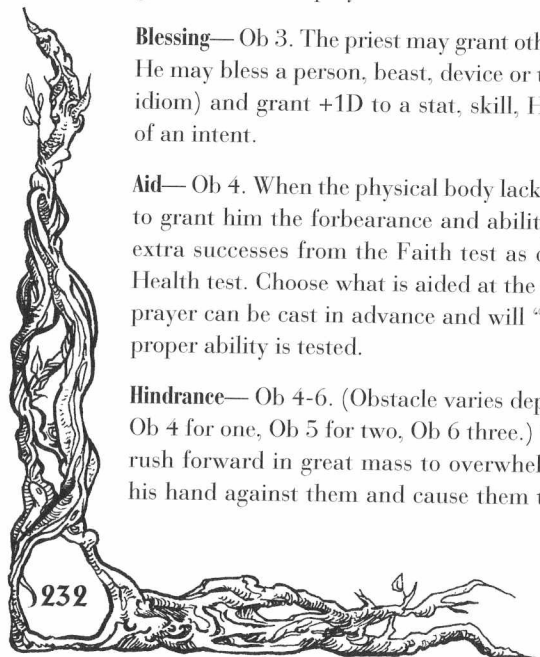 Blessing— Ob 3. The priest may grant oth
He may bless a person, beast, device or
idiom) and grant +1D to a stat, skill, H
of an intent.
Aid— Ob 4. When the physical body lack
to grant him the forbearance and abilit
extra successes from the Faith test as
Health test. Choose what is aided at the
prayer can be cast in advance and will “
proper ability is tested.
Hindrance— Ob 4-6. (Obstacle varies dep
Ob 4 for one, Ob 5 for two, Ob 6 three.)
rush forward in great mass to overwhel
his hand against them and cause them
232